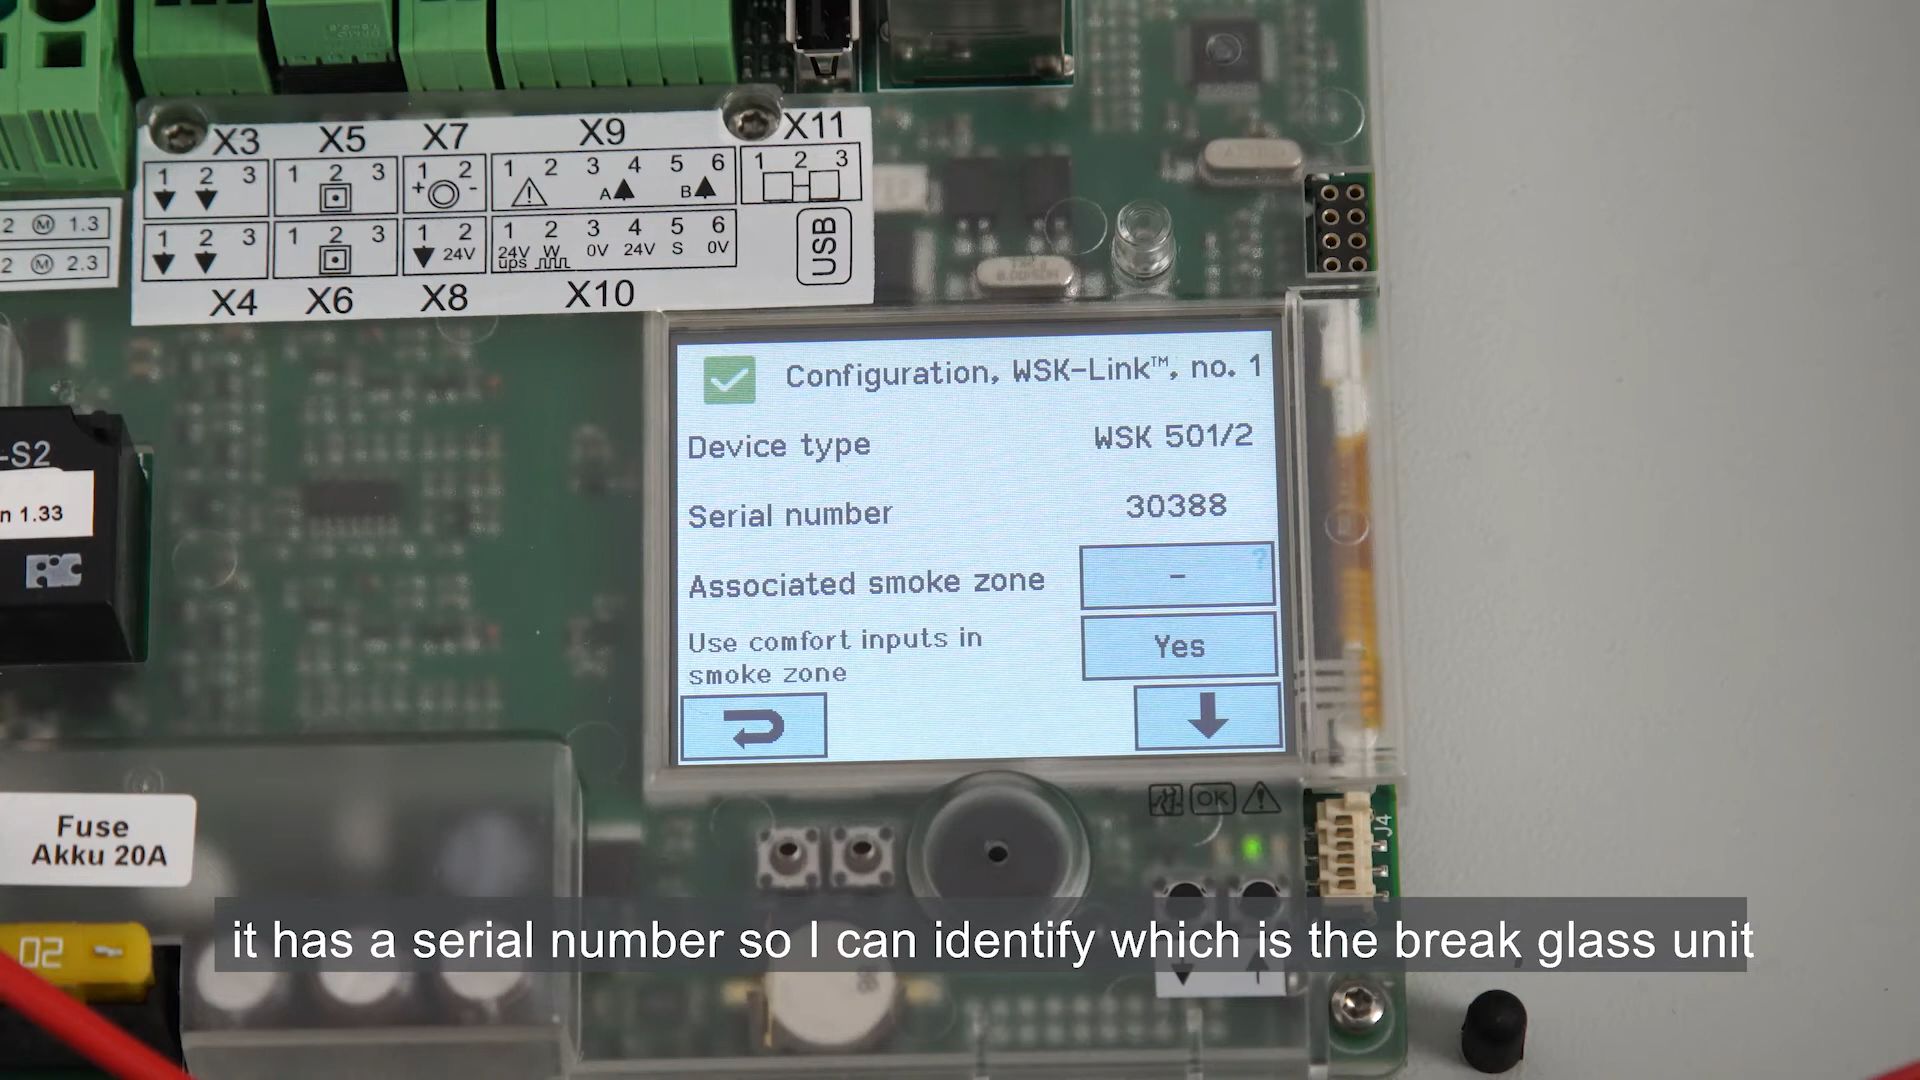 X3 X5 X7 X9 X11
1 2 3 1 2 3 1 2 1 2 3 4 5 6 1 2 3
+ - A B
1 2 3 1 2 3 1 2 1 2 3 4 5 6
24V 24V ups W 0V 24V S 0V
USB
X4 X6 X8 X10
2 M 1.3
2 M 2.3
-S2
n 1.33
Configuration, WSK-Link™, no. 1
Device type WSK 501/2
Serial number 30388
Associated smoke zone - ?
Use comfort inputs in
smoke zone
Yes
OK
J4
Fuse
Akku 20A
20
it has a serial number so I can identify which is the break glass unit